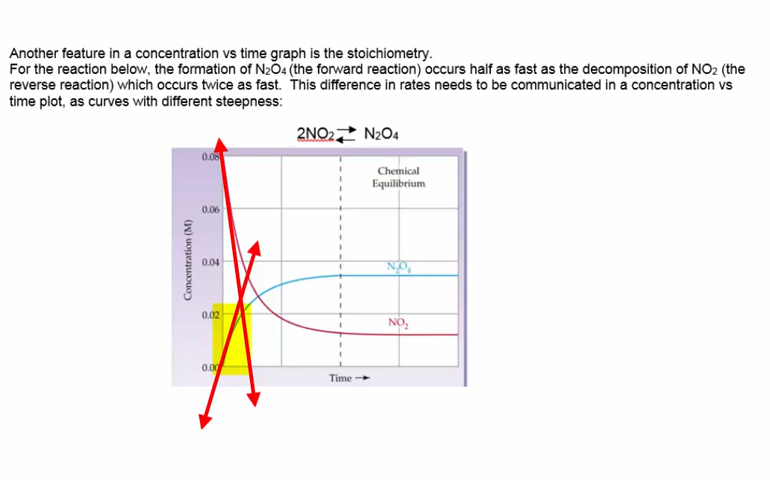 Another feature in a concentration vs time graph is the stoichiometry.
For the reaction below, the formation of N₂O₄ (the forward reaction) occurs half as fast as the decomposition of NO₂ (the
reverse reaction) which occurs twice as fast.  This difference in rates needs to be communicated in a concentration vs
time plot, as curves with different steepness:
2NO₂ ⇄ N₂O₄
0.08
Chemical
Equilibrium
0.06
Concentration (M)
0.04
N₂O₄
0.02
NO₂
0.00
Time →